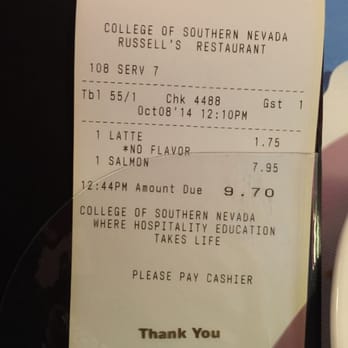 COLLEGE OF SOUTHERN NEVADA
RUSSELL'S RESTAURANT
108 SERV 7
Tbl 55/1 Chk 4488 Gst 1
Oct08'14 12:10PM
1 LATTE 1.75
*NO FLAVOR
1 SALMON 7.95
12:44PM Amount Due 9.70
COLLEGE OF SOUTHERN NEVADA
WHERE HOSPITALITY EDUCATION
TAKES LIFE
PLEASE PAY CASHIER
Thank You